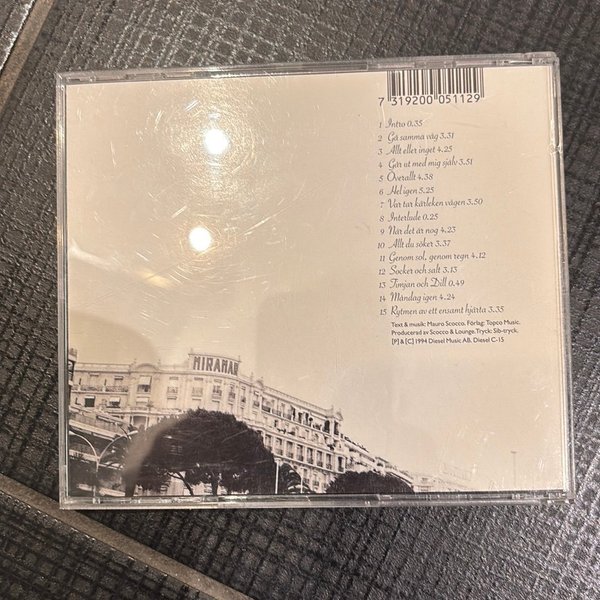 7 319200 051129
1 Intro 0.35
2 Gå samma väg 3.31
3 Allt eller inget 4.25
4 Gör at med mig själv 3.51
5 Överallt 4.38
6 Hel igen 5.25
7 Var tar kärleken vägen 3.50
8 Interlude 0.25
9 När det är nog 4.23
10 Allt du söker 3.37
11 Genom sol, genom regn 4.12
12 Socker och salt 3.13
13 Timjan och Dill 0.49
14 Måndag igen 4.24
15 Rytmen av ett ensamt hjärta 3.35
Text & musik: Mauro Scocco. Förlag: Topco Music.
Producerad av Scocco & Lounge. Tryck: Sib-tryck.
[P] & [C] 1994 Diesel Music AB. Diesel C-15
MIRAMAR